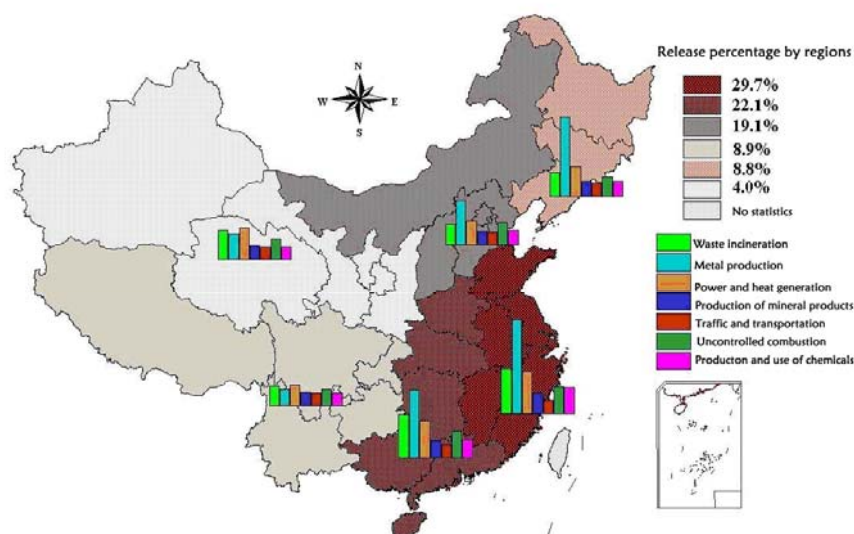 Release percentage by regions
29.7%
22.1%
19.1%
8.9%
8.8%
4.0%
No statistics
N
W E
S
Waste incineration
Metal production
Power and heat generation
Production of mineral products
Traffic and transportation
Uncontrolled combustion
Producton and use of chemicals